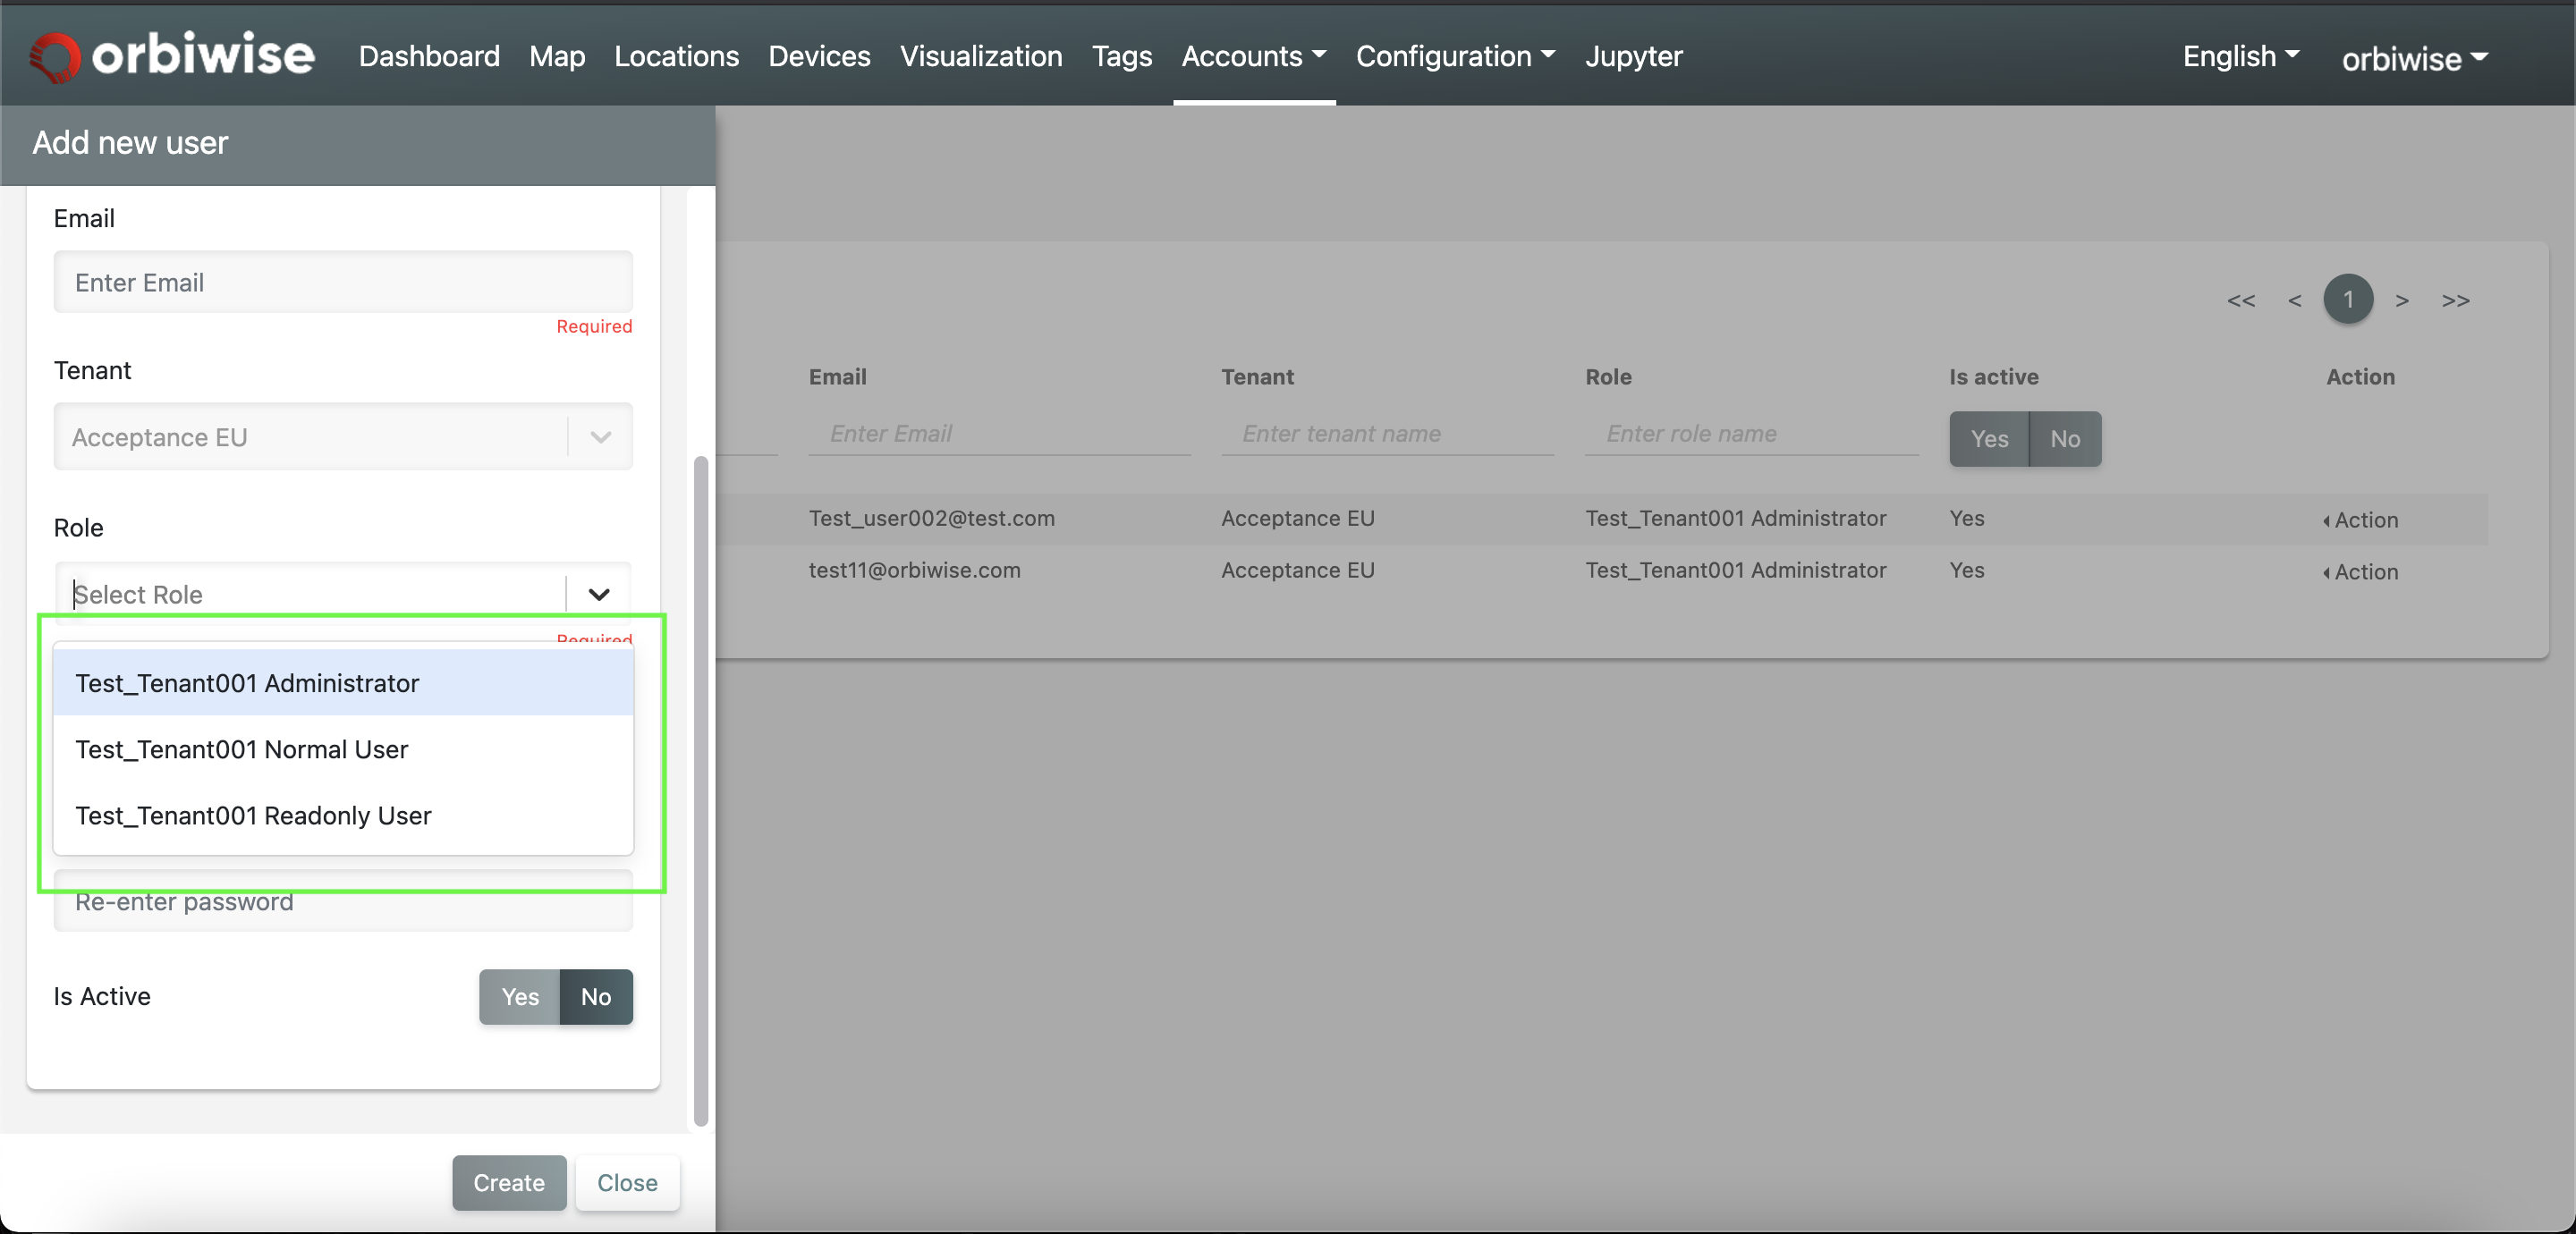 orbiwise Dashboard Map Locations Devices Visualization Tags Accounts Configuration Jupyter English orbiwise
Add new user
Email
Enter Email
Required
Tenant
Acceptance EU
Role
Select Role
Required
Test_Tenant001 Administrator
Test_Tenant001 Normal User
Test_Tenant001 Readonly User
Re-enter password
Is Active Yes No
Create Close
<< < 1 > >>
Email Tenant Role Is active Action
Enter Email Enter tenant name Enter role name Yes No
Test_user002@test.com Acceptance EU Test_Tenant001 Administrator Yes Action
test11@orbiwise.com Acceptance EU Test_Tenant001 Administrator Yes Action